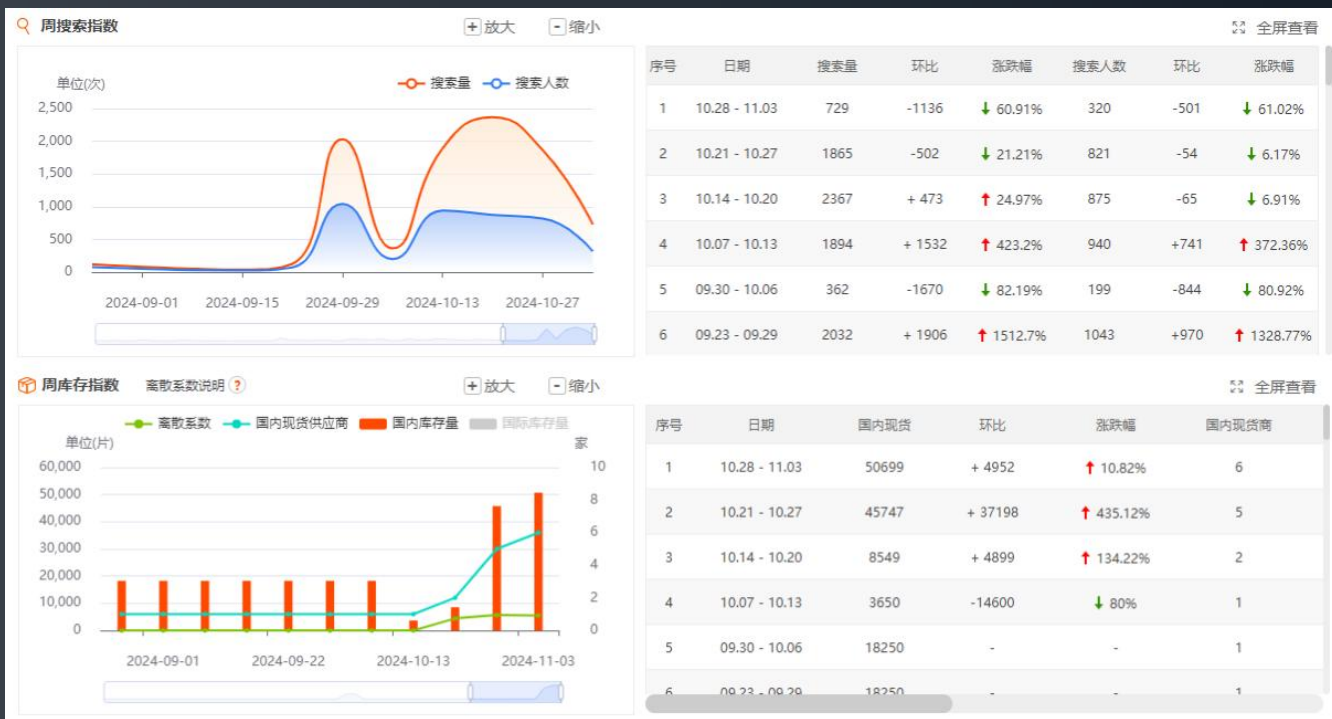 周搜索指数 + 放大 - 缩小 全屏查看
单位(次) 搜索量 搜索人数
2,500
2,000
1,500
1,000
500
0
2024-09-01 2024-09-15 2024-09-29 2024-10-13 2024-10-27
序号 日期 搜索量 环比 涨跌幅 搜索人数 环比 涨跌幅
1 10.28 - 11.03 729 -1136 ↓ 60.91% 320 -501 ↓ 61.02%
2 10.21 - 10.27 1865 -502 ↓ 21.21% 821 -54 ↓ 6.17%
3 10.14 - 10.20 2367 + 473 ↑ 24.97% 875 -65 ↓ 6.91%
4 10.07 - 10.13 1894 + 1532 ↑ 423.2% 940 +741 ↑ 372.36%
5 09.30 - 10.06 362 -1670 ↓ 82.19% 199 -844 ↓ 80.92%
6 09.23 - 09.29 2032 + 1906 ↑ 1512.7% 1043 +970 ↑ 1328.77%
周库存指数 离散系数说明 ? + 放大 - 缩小 全屏查看
离散系数 国内现货供应商 国内库存量 国际库存量
单位(片) 家
60,000 10
50,000 8
40,000 6
30,000 4
20,000 2
10,000 0
0
2024-09-01 2024-09-22 2024-10-13 2024-11-03
序号 日期 国内现货 环比 涨跌幅 国内现货商
1 10.28 - 11.03 50699 + 4952 ↑ 10.82% 6
2 10.21 - 10.27 45747 + 37198 ↑ 435.12% 5
3 10.14 - 10.20 8549 + 4899 ↑ 134.22% 2
4 10.07 - 10.13 3650 -14600 ↓ 80% 1
5 09.30 - 10.06 18250 - - 1
6 09.23 - 09.29 18250 - - 1